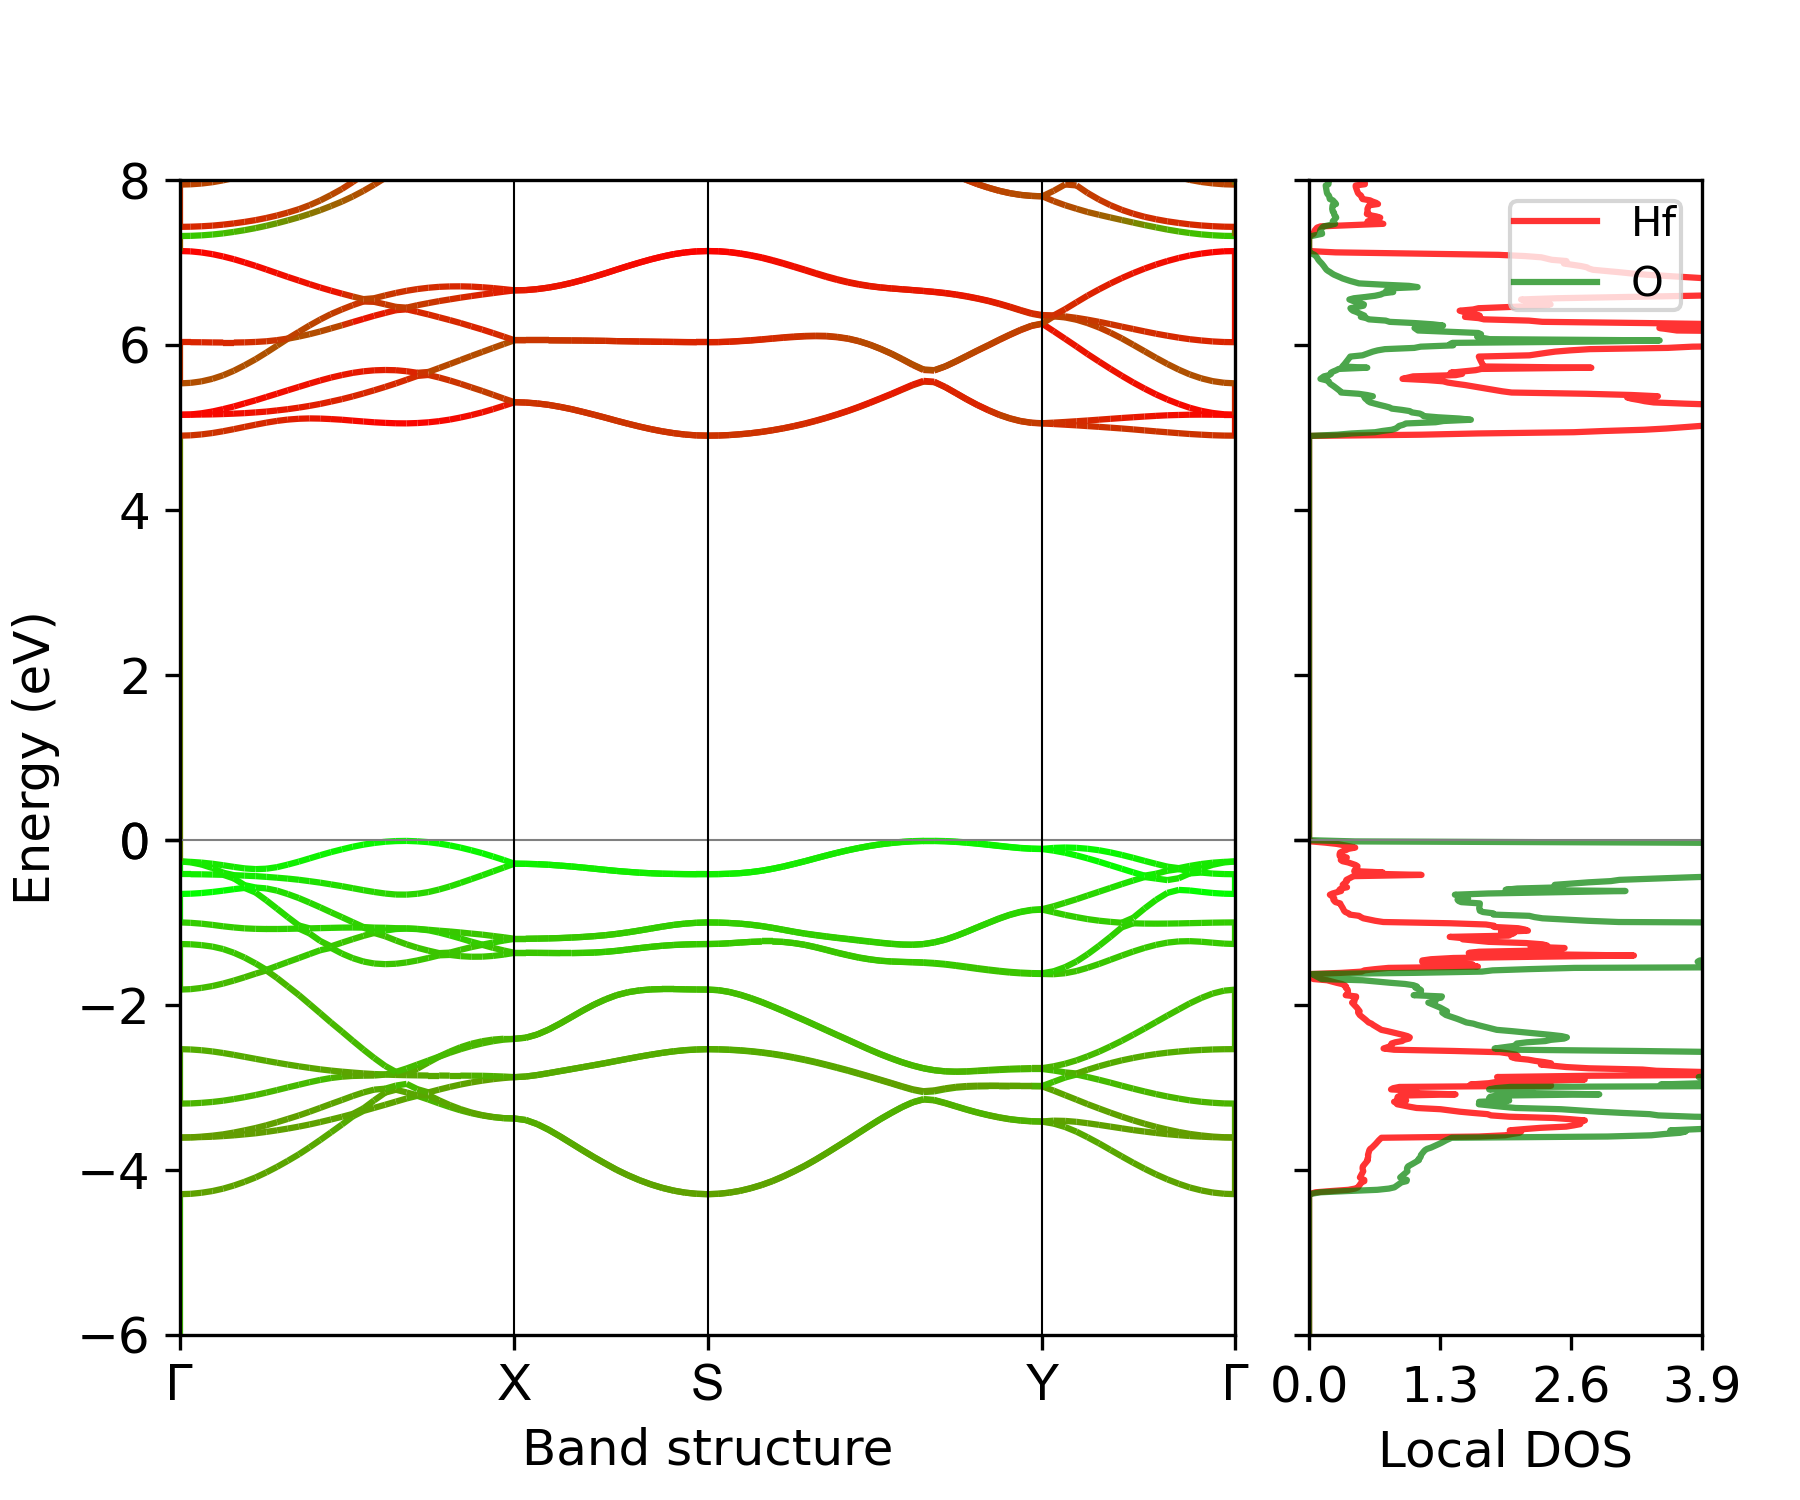 8
6
4
2
0
−2
−4
−6
Energy (eV)
Γ X S Y Γ
Band structure
Hf
O
0.0 1.3 2.6 3.9
Local DOS